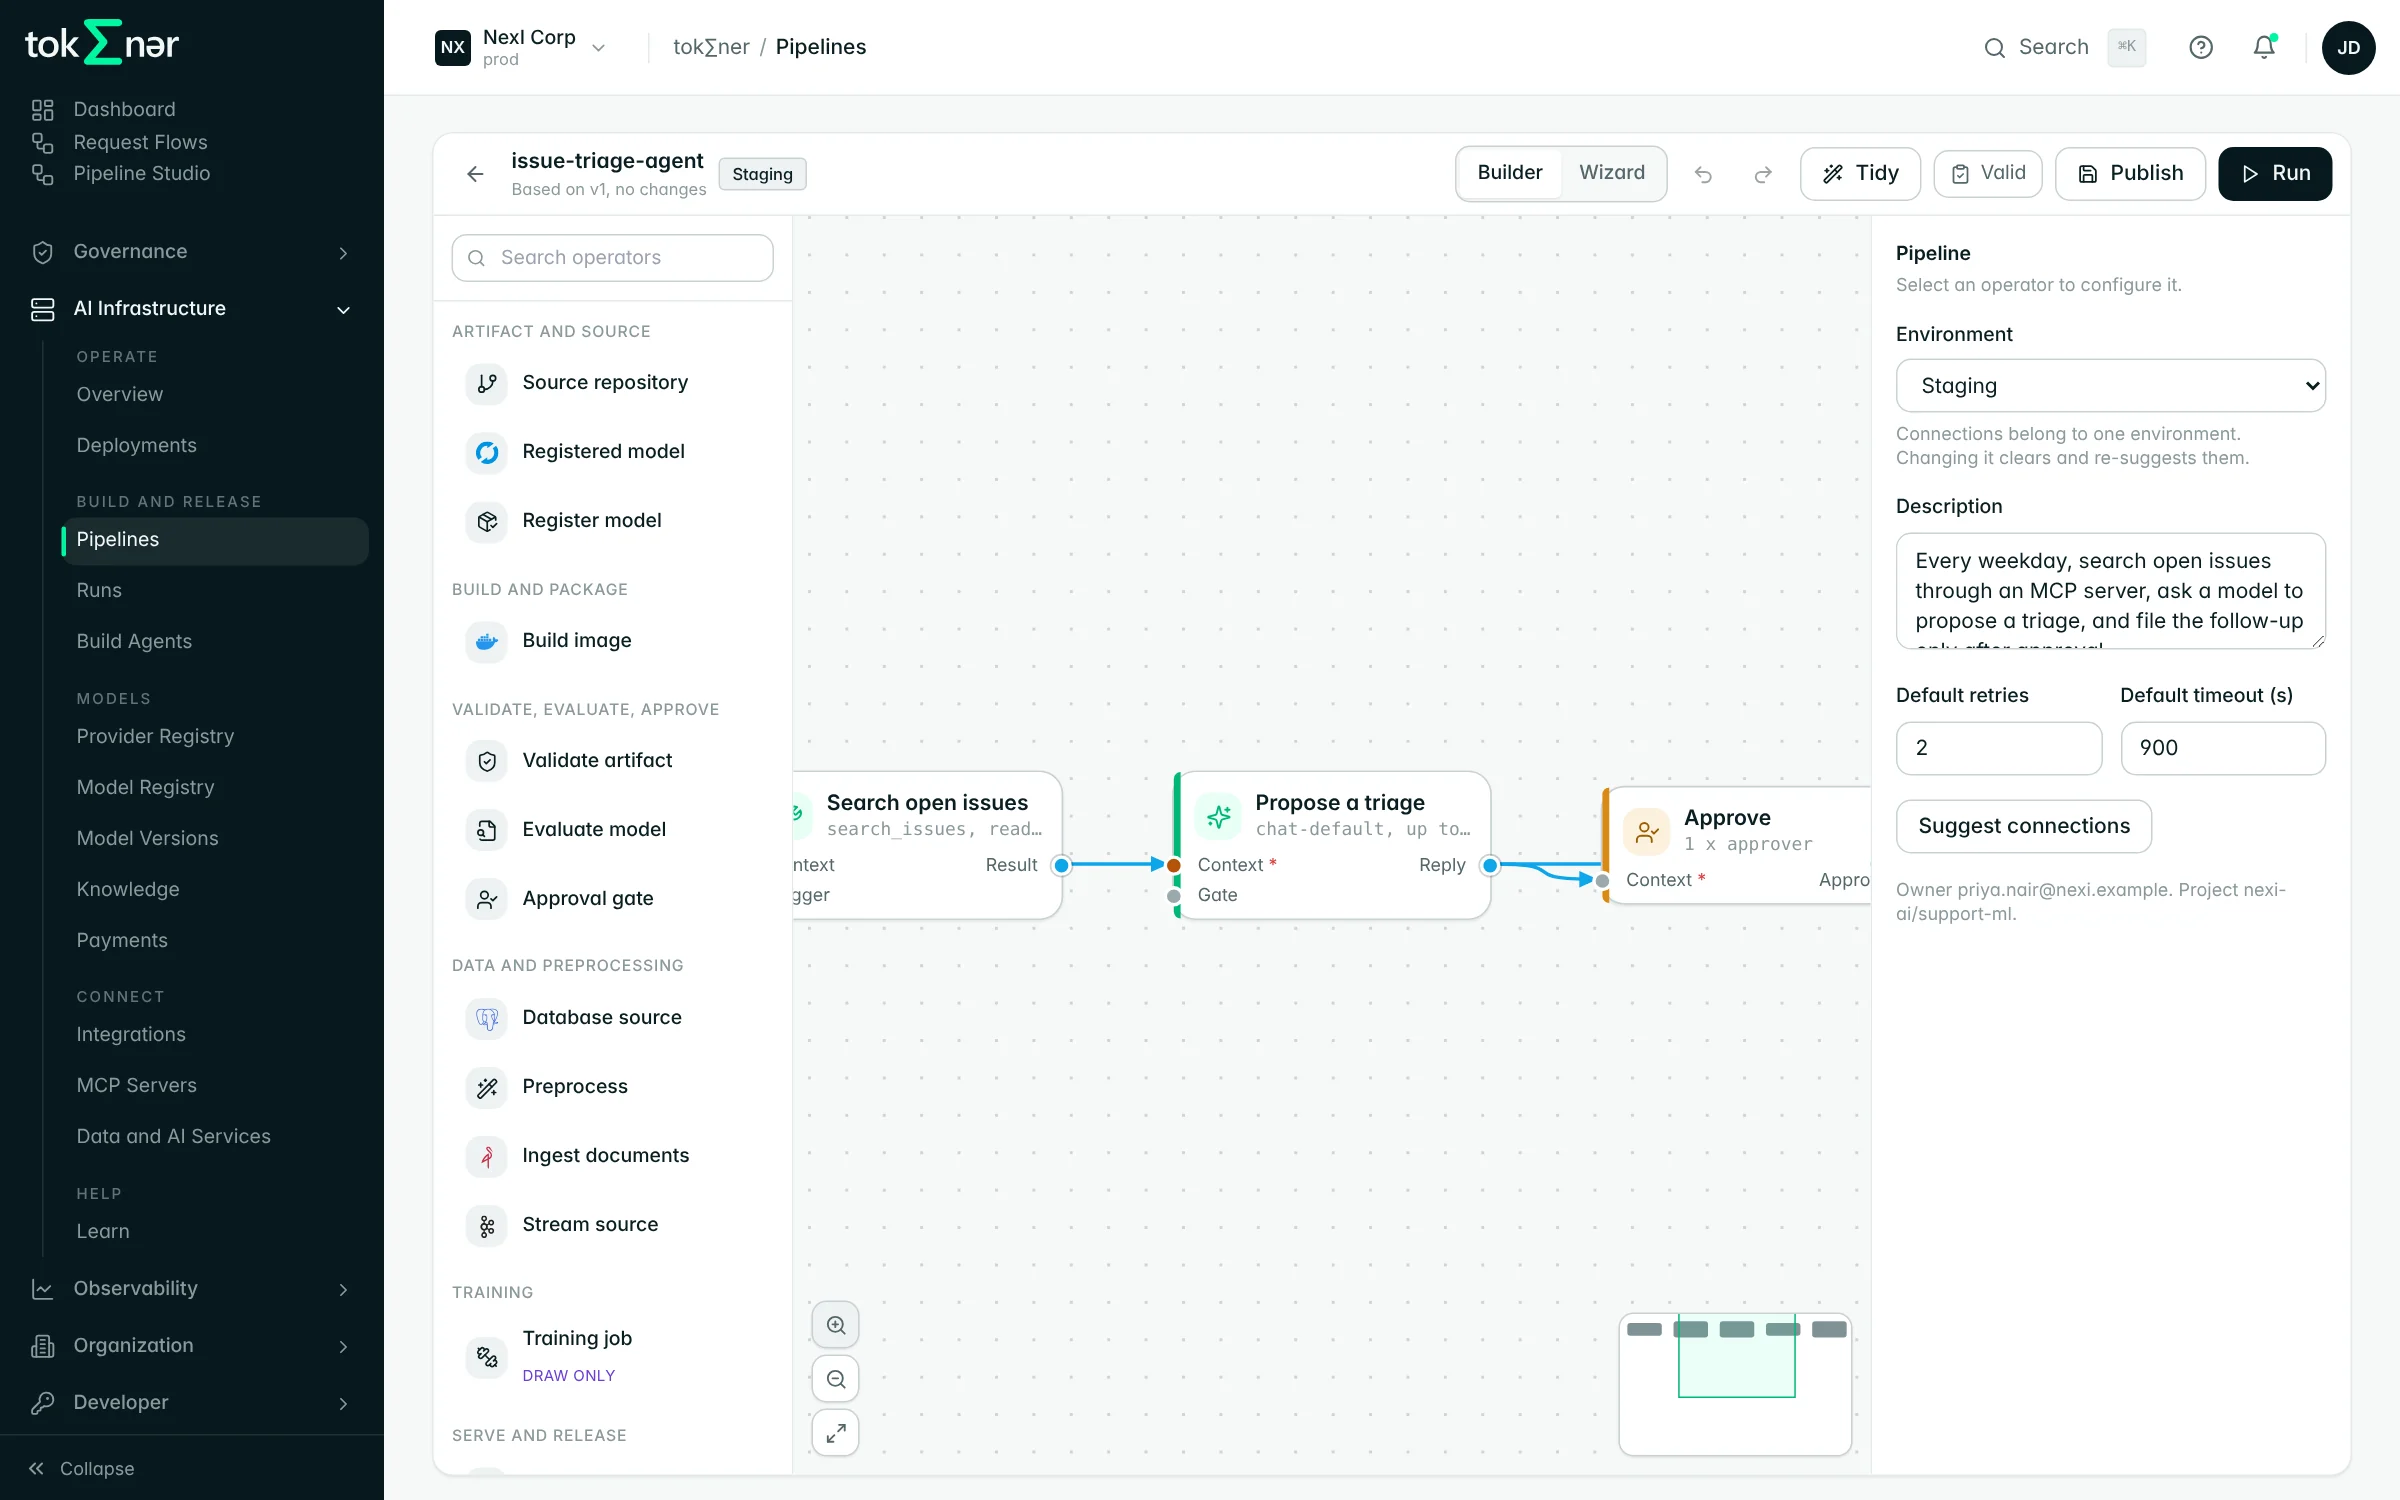 tok∑nər
Dashboard
Request Flows
Pipeline Studio
Governance
AI Infrastructure
OPERATE
Overview
Deployments
BUILD AND RELEASE
Pipelines
Runs
Build Agents
MODELS
Provider Registry
Model Registry
Model Versions
Knowledge
Payments
CONNECT
Integrations
MCP Servers
Data and AI Services
HELP
Learn
Observability
Organization
Developer
Collapse
NX
Nexl Corp
prod
tok∑ner / Pipelines
Search ⌘K
JD
issue-triage-agent
Based on v1, no changes
Staging
Builder
Wizard
Tidy
Valid
Publish
Run
Search operators
ARTIFACT AND SOURCE
Source repository
Registered model
Register model
BUILD AND PACKAGE
Build image
VALIDATE, EVALUATE, APPROVE
Validate artifact
Evaluate model
Approval gate
DATA AND PREPROCESSING
Database source
Preprocess
Ingest documents
Stream source
TRAINING
Training job
DRAW ONLY
SERVE AND RELEASE
Search open issues
search_issues, read…
ntext
Result
gger
Propose a triage
chat-default, up to…
Context *
Reply
Gate
Approve
1 x approver
Context *
Appro
Pipeline
Select an operator to configure it.
Environment
Staging
Connections belong to one environment.
Changing it clears and re-suggests them.
Description
Every weekday, search open issues
through an MCP server, ask a model to
propose a triage, and file the follow-up
only after approval
Default retries
Default timeout (s)
2
900
Suggest connections
Owner priya.nair@nexi.example. Project nexi-
ai/support-ml.